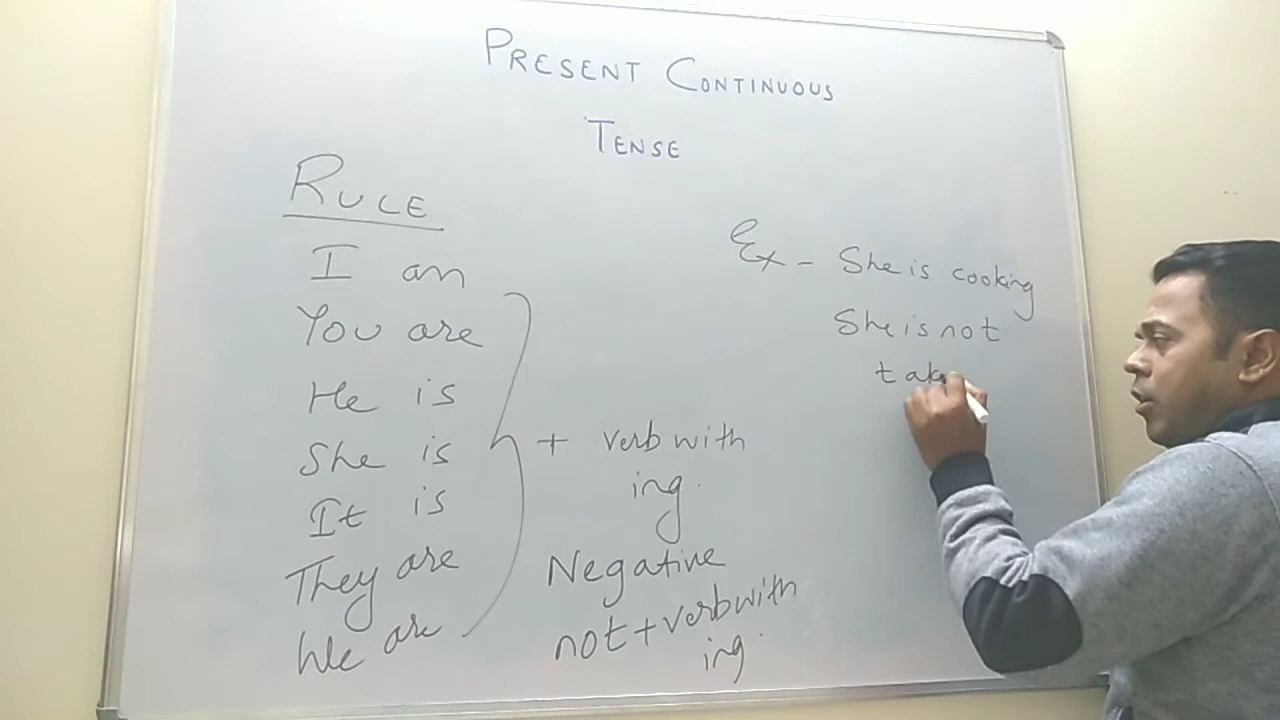 PRESENT CONTINUOUS
TENSE
RULE
I am
You are
He is
She is
It is
They are
We are
+ verb with
ing.
Negative
not + verb with
ing.
Ex - She is cooking
She is not
tak